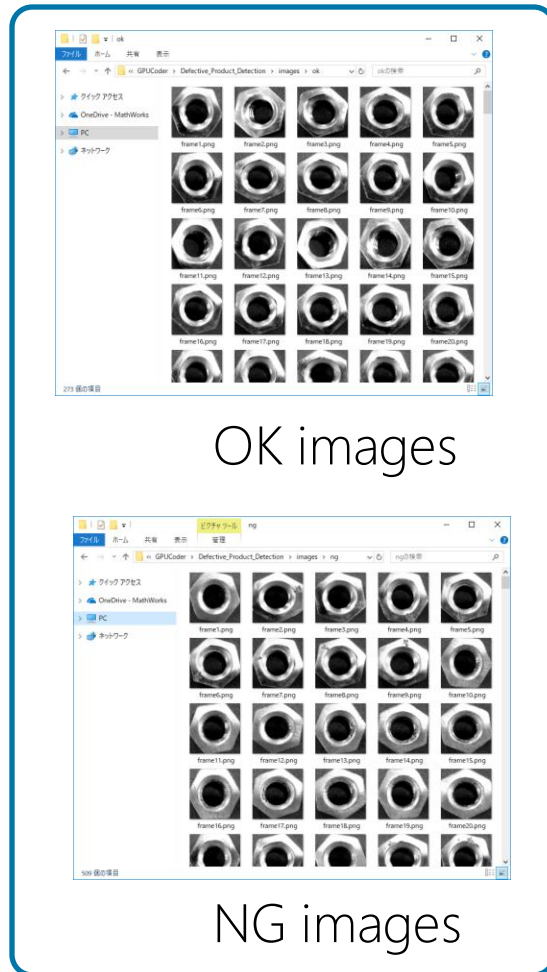 ok
ファイル ホーム 共有 表示
« GPUCoder › Defective_Product_Detection › images › ok
okの検索
クイック アクセス
OneDrive - MathWorks
PC
ネットワーク
frame1.png frame2.png frame3.png frame4.png frame5.png
frame6.png frame7.png frame8.png frame9.png frame10.png
frame11.png frame12.png frame13.png frame14.png frame15.png
frame16.png frame17.png frame18.png frame19.png frame20.png
273 個の項目
OK images
ピクチャ ツール ng
ファイル ホーム 共有 表示 管理
« GPUCoder › Defective_Product_Detection › images › ng
ngの検索
クイック アクセス
OneDrive - MathWorks
PC
ネットワーク
frame1.png frame2.png frame3.png frame4.png frame5.png
frame6.png frame7.png frame8.png frame9.png frame10.png
frame11.png frame12.png frame13.png frame14.png frame15.png
frame16.png frame17.png frame18.png frame19.png frame20.png
509 個の項目
NG images